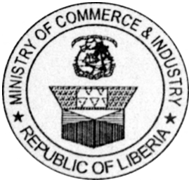 MINISTRY OF COMMERCE & INDUSTRY
REPUBLIC OF LIBERIA